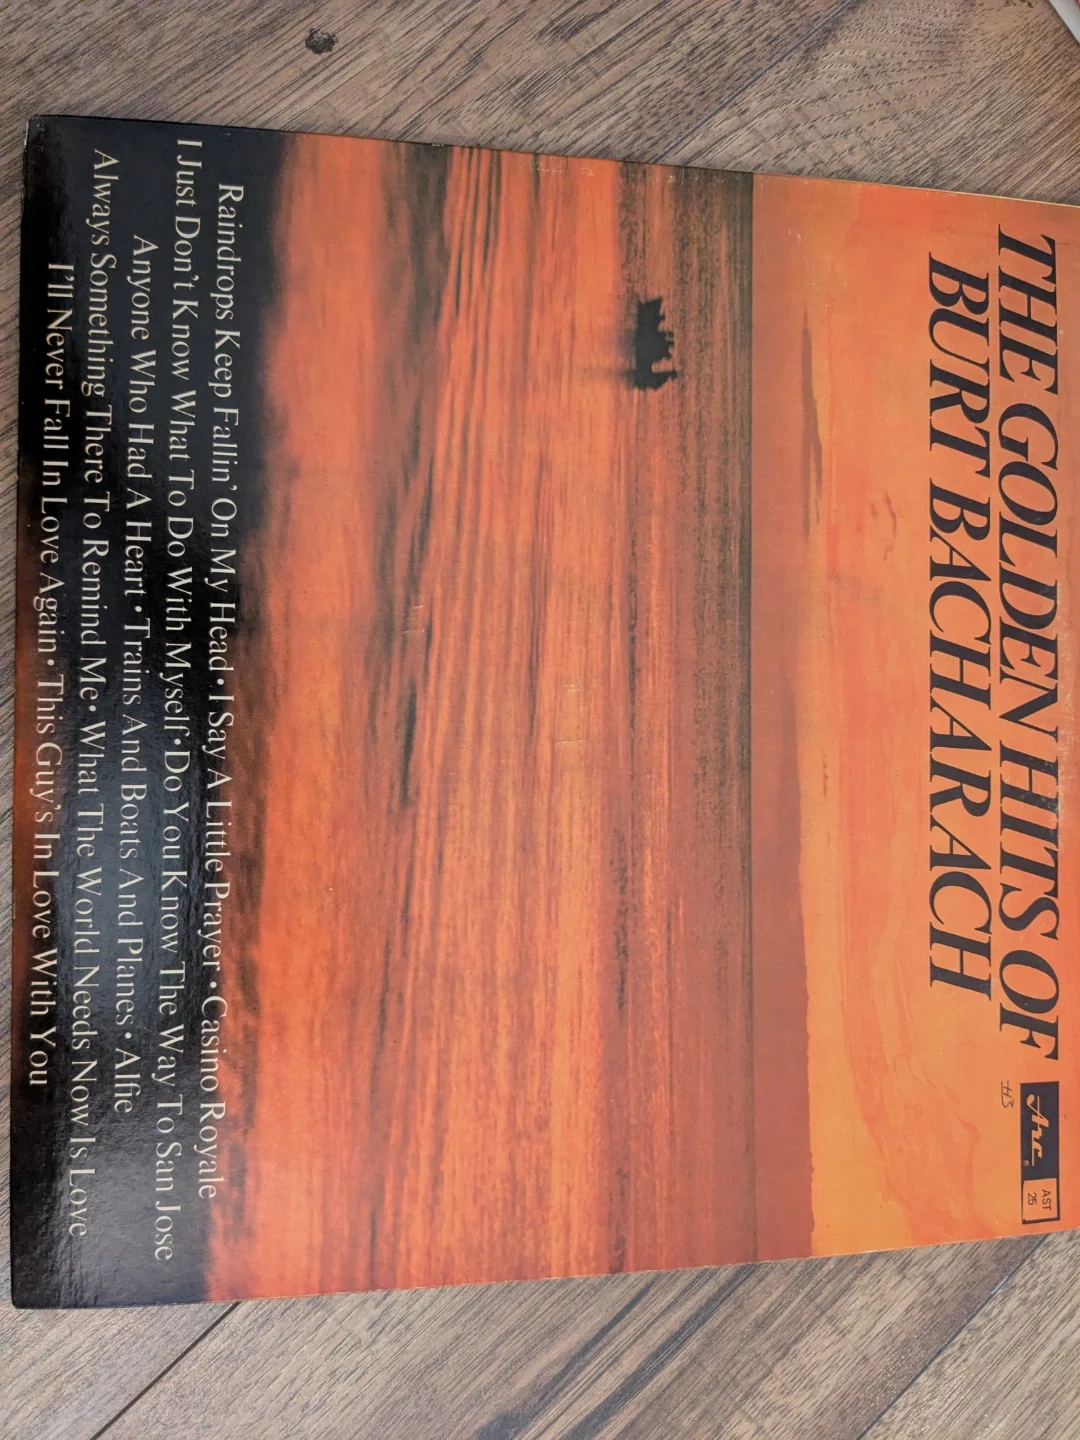 THE GOLDEN HITS OF
BURT BACHARACH
Arc
AST
25
Raindrops Keep Fallin' On My Head • I Say A Little Prayer • Casino Royale
I Just Don't Know What To Do With Myself • Do You Know The Way To San Jose
Anyone Who Had A Heart • Trains And Boats And Planes • Alfie
Always Something There To Remind Me • What The World Needs Now Is Love
I'll Never Fall In Love Again • This Guy's In Love With You